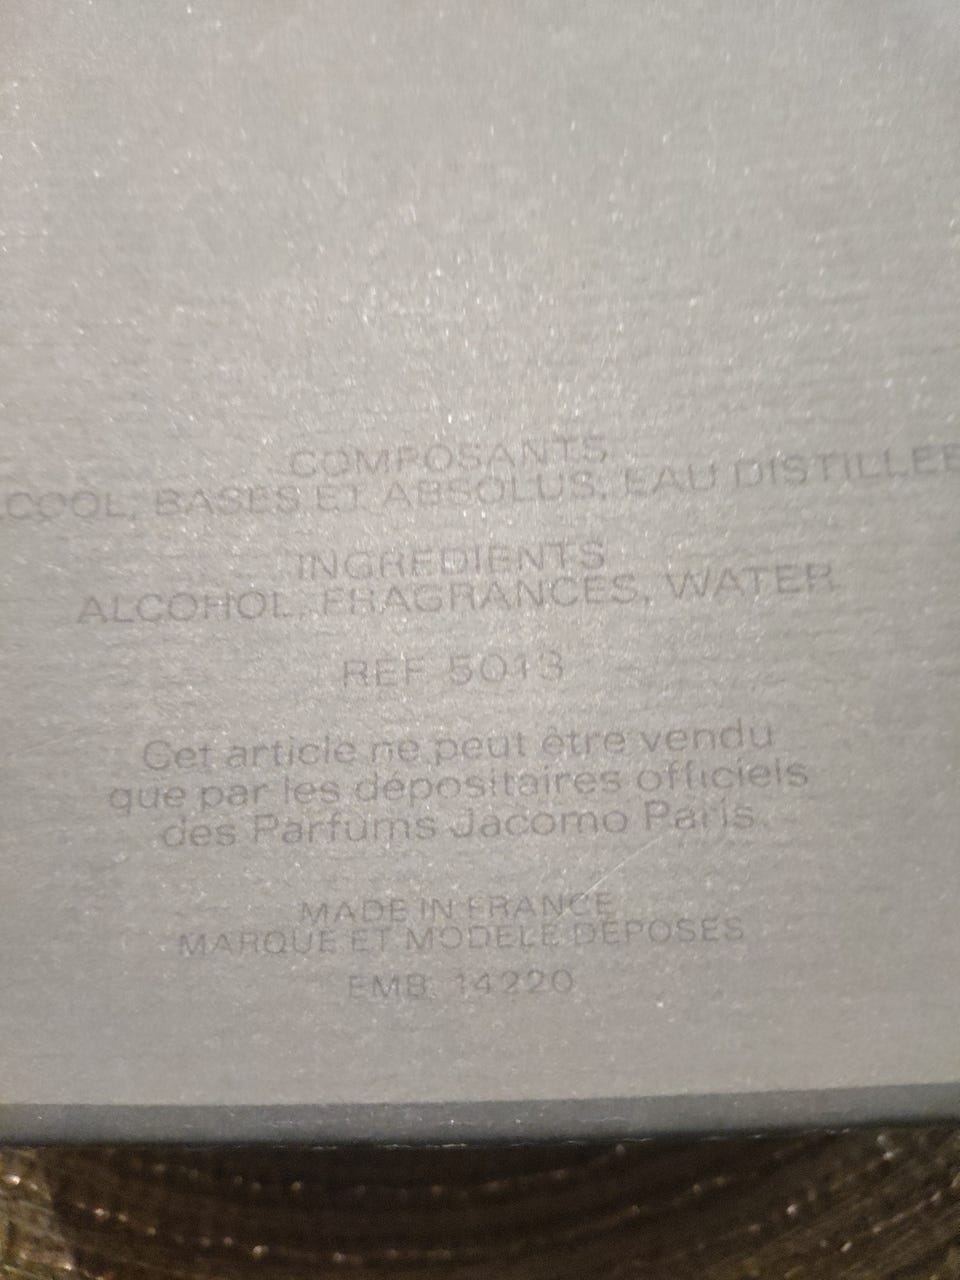 COMPOSANTS
COOL, BASES ET ABSOLUS, EAU DISTILLEE
INGREDIENTS
ALCOHOL, FRAGRANCES, WATER
REF 5013
Cet article ne peut être vendu
que par les dépositaires officiels
des Parfums Jacomo Paris.
MADE IN FRANCE
MARQUE ET MODELE DEPOSES
EMB. 14220